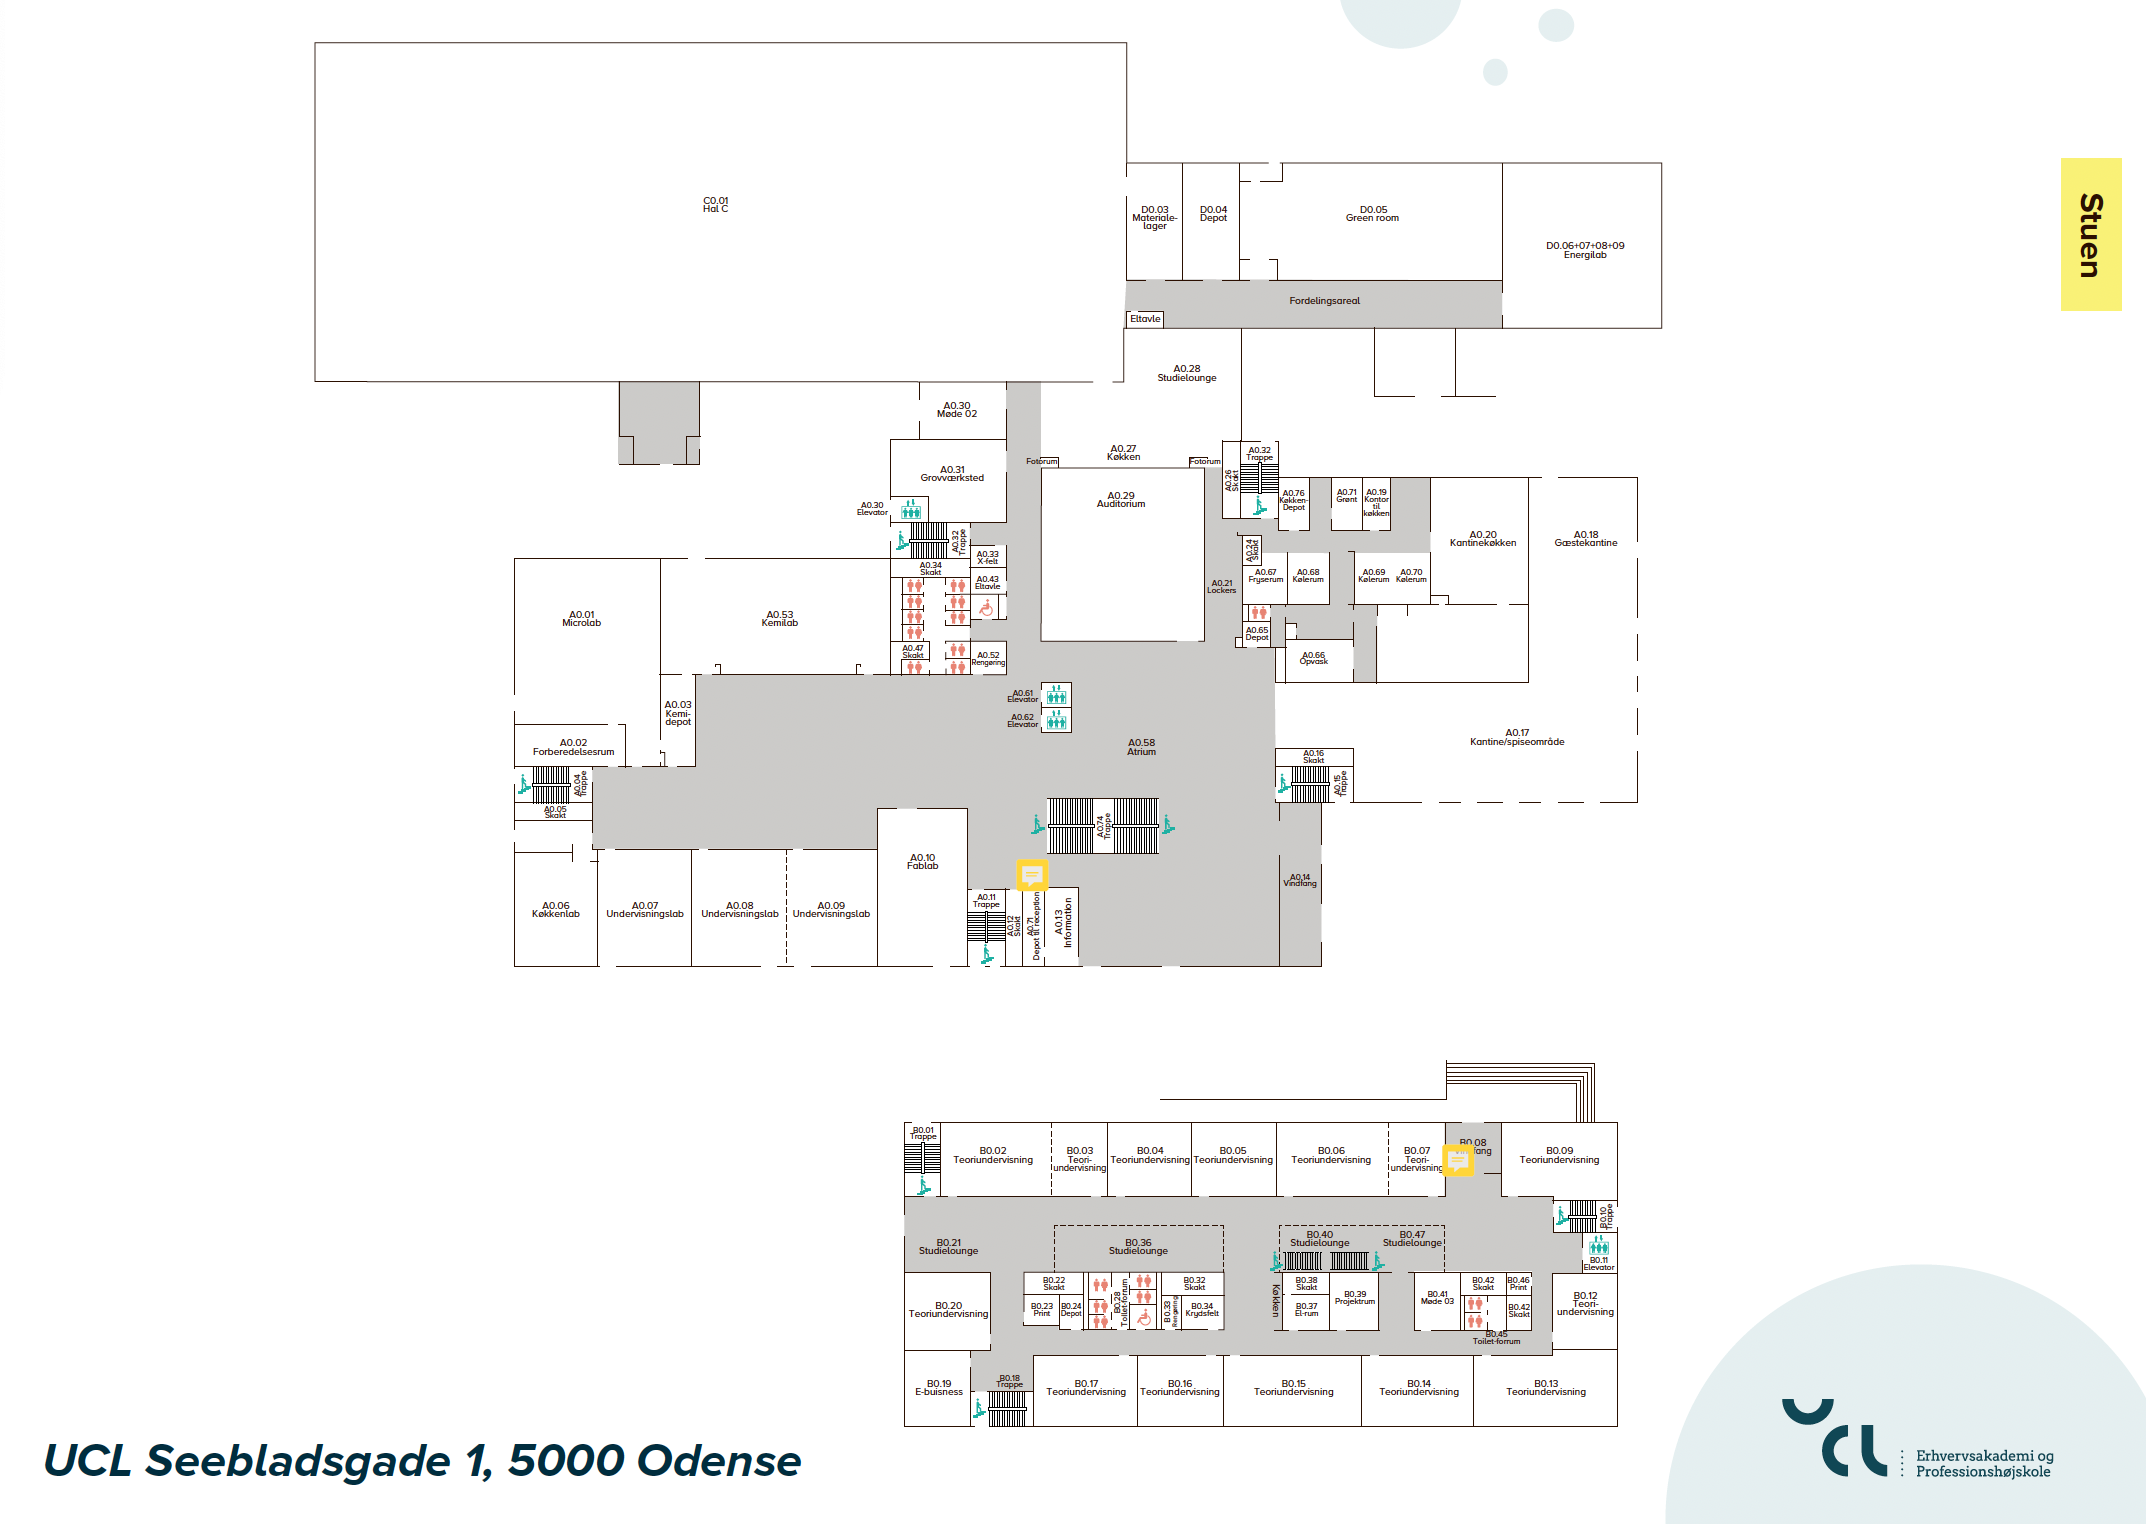 Stuen
C0.01
Hal C
D0.03
Materiale-
lager
D0.04
Depot
D0.05
Green room
D0.06+07+08+09
Energilab
Fordelingsareal
Eltavle
A0.28
Studielounge
A0.30
Møde 02
A0.27
Køkken
Fotorum
Fotorum
A0.31
Grovværksted
A0.29
Auditorium
A0.26
Skakt
A0.32
Trappe
A0.76
Køkken-
Depot
A0.71
Grønt
A0.19
Kontor
til
køkken
A0.20
Kantinekøkken
A0.18
Gæstekantine
A0.30
Elevator
A0.32
Trappe
A0.33
X-felt
A0.34
Skakt
A0.43
Eltavle
A0.24
Skakt
A0.67
Fryserum
A0.68
Kølerum
A0.69
Kølerum
A0.70
Kølerum
A0.21
Lockers
A0.01
Microlab
A0.53
Kemilab
A0.47
Skakt
A0.52
Rengøring
A0.65
Depot
A0.66
Opvask
A0.03
Kemi-
depot
A0.61
Elevator
A0.62
Elevator
A0.58
Atrium
A0.17
Kantine/spiseområde
A0.02
Forberedelsesrum
A0.16
Skakt
A0.04
Trappe
A0.15
Trappe
A0.05
Skakt
A0.74
Trappe
A0.10
Fablab
A0.14
Vindfang
A0.06
Køkkenlab
A0.07
Undervisningslab
A0.08
Undervisningslab
A0.09
Undervisningslab
A0.11
Trappe
A0.12
Skakt
A0.71
Depot til reception
A0.13
Information
B0.01
Trappe
B0.02
Teoriundervisning
B0.03
Teori-
undervisning
B0.04
Teoriundervisning
B0.05
Teoriundervisning
B0.06
Teoriundervisning
B0.07
Teori-
undervisning
B0.08
B0.09
Teoriundervisning
B0.10
Trappe
B0.21
Studielounge
B0.36
Studielounge
B0.40
Studielounge
B0.47
Studielounge
B0.11
Elevator
B0.22
Skakt
B0.23
Print
B0.24
Depot
B0.28
Toilet-forrum
B0.32
Skakt
B0.33
Rengøring
B0.34
Krydsfelt
Køkken
B0.38
Skakt
B0.37
El-rum
B0.39
Projektrum
B0.41
Møde 03
B0.42
Skakt
B0.46
Print
B0.42
Skakt
B0.45
Toilet-forrum
B0.12
Teori-
undervisning
B0.20
Teoriundervisning
B0.19
E-buisness
B0.18
Trappe
B0.17
Teoriundervisning
B0.16
Teoriundervisning
B0.15
Teoriundervisning
B0.14
Teoriundervisning
B0.13
Teoriundervisning
UCL Seebladsgade 1, 5000 Odense
UCL
Erhvervsakademi og
Professionshøjskole